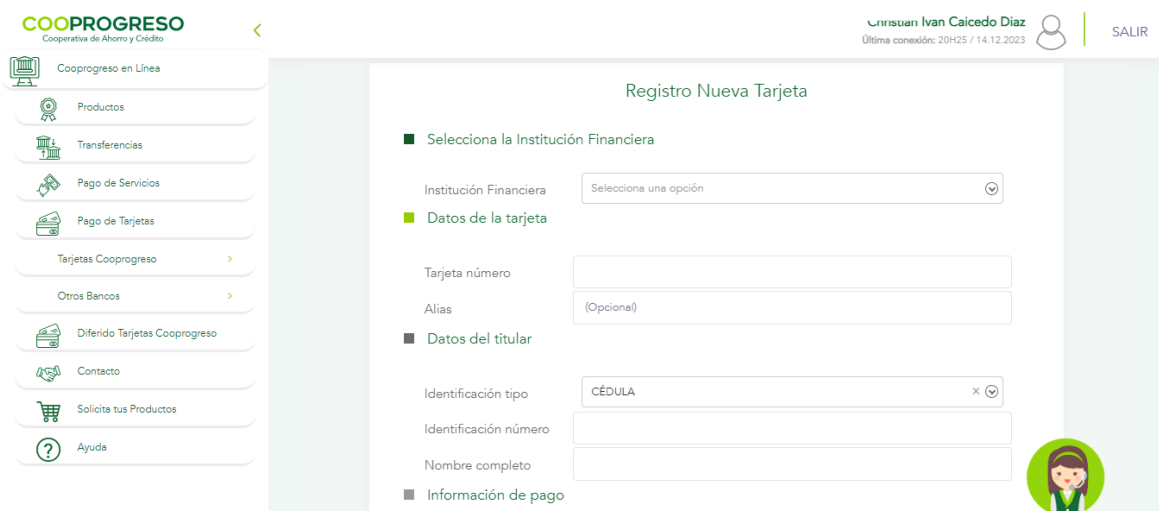 COOPROGRESO
Cooperativa de Ahorro y Crédito
Christian Ivan Caicedo Diaz
Última conexión: 20H25 / 14.12.2023
SALIR
Cooprogreso en Línea
Productos
Transferencias
Pago de Servicios
Pago de Tarjetas
Tarjetas Cooprogreso
Otros Bancos
Diferido Tarjetas Cooprogreso
Contacto
Solicita tus Productos
Ayuda
Registro Nueva Tarjeta
Selecciona la Institución Financiera
Institución Financiera Selecciona una opción
Datos de la tarjeta
Tarjeta número
Alias (Opcional)
Datos del titular
Identificación tipo CÉDULA
Identificación número
Nombre completo
Información de pago